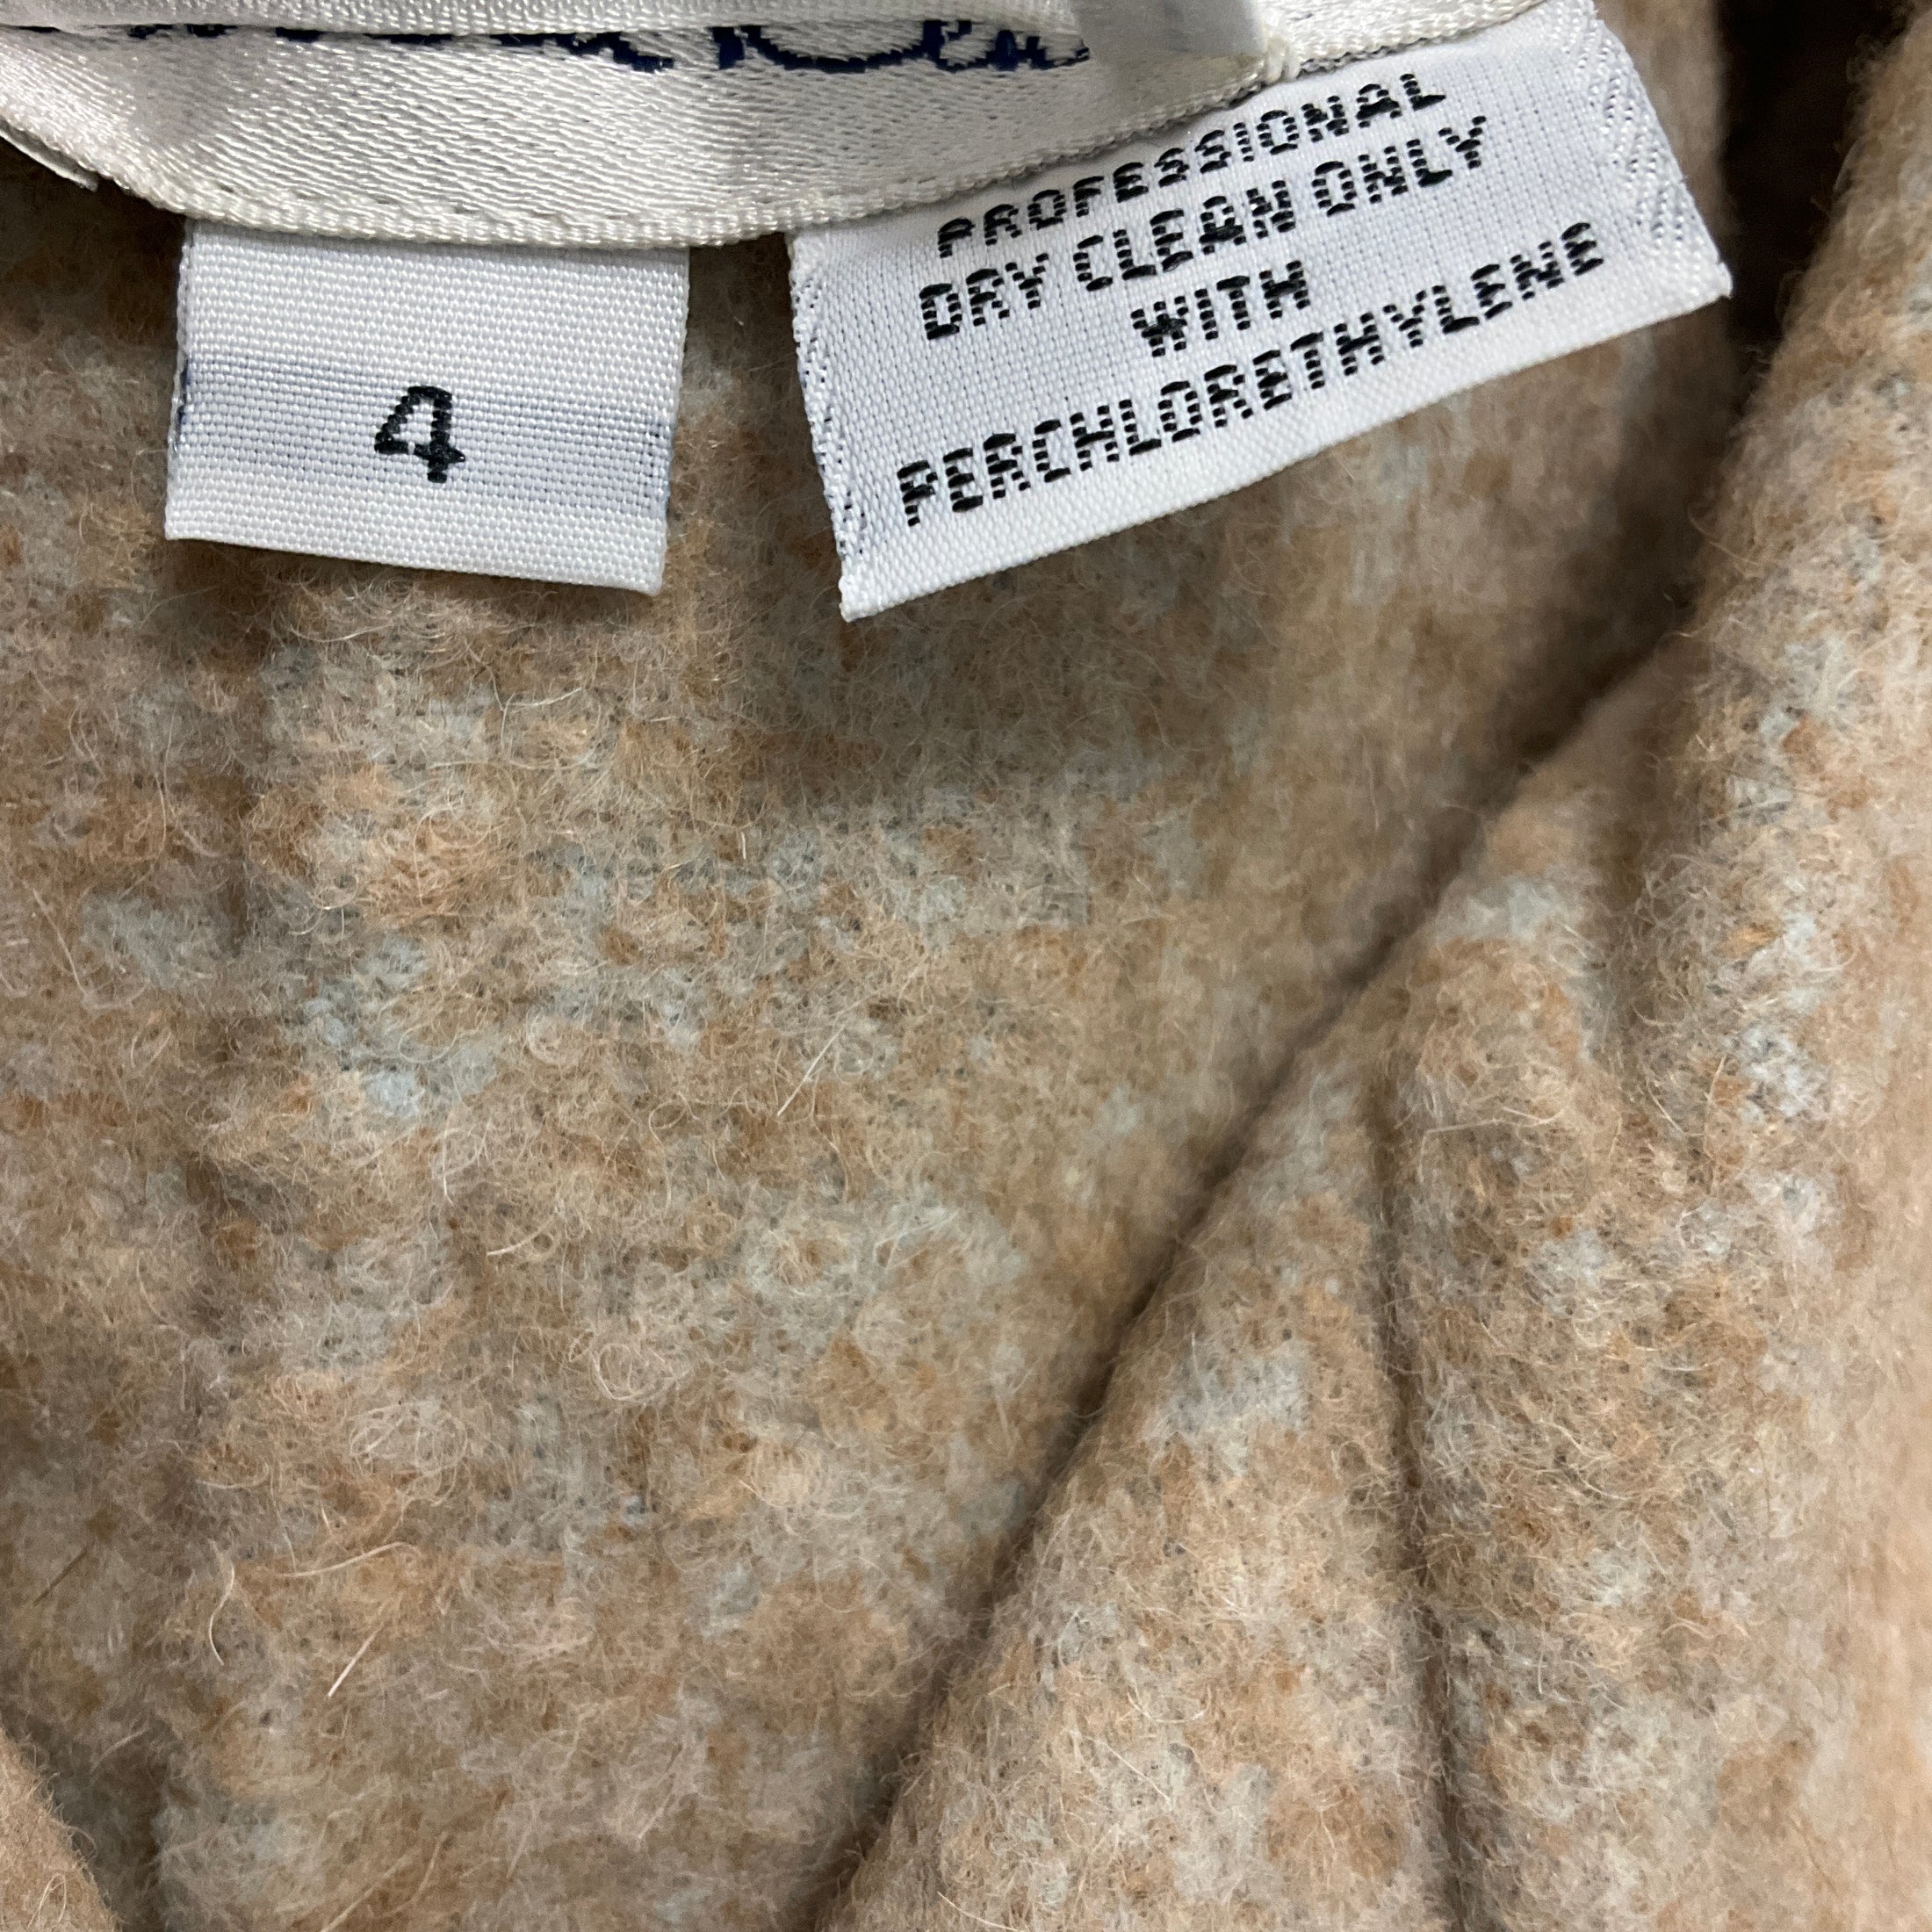 4
PROFESSIONAL
DRY CLEAN ONLY
WITH
PERCHLORETHYLENE